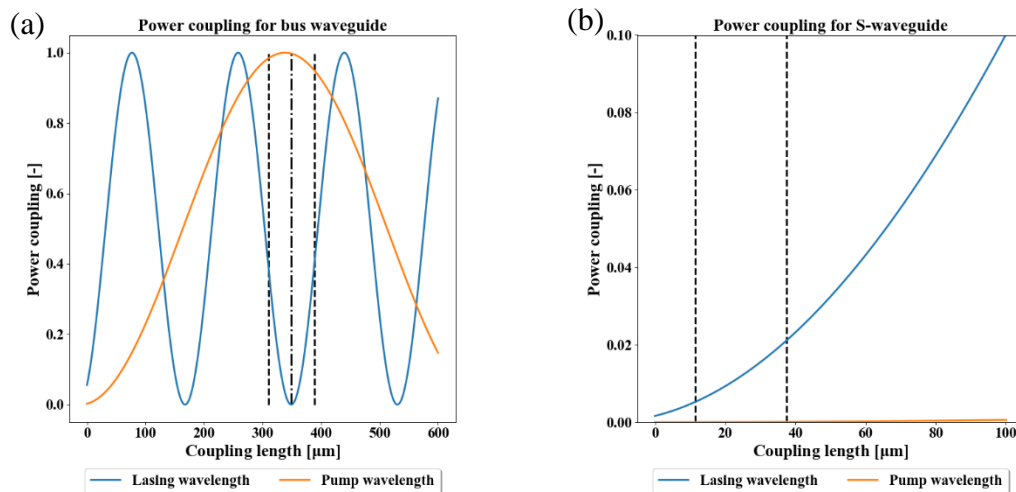 (a)
Power coupling for bus waveguide
1.0
0.8
0.6
0.4
0.2
0.0
Power coupling [-]
0 100 200 300 400 500 600
Coupling length [μm]
Lasing wavelength Pump wavelength
(b)
Power coupling for S-waveguide
0.10
0.08
0.06
0.04
0.02
0.00
Power coupling [-]
0 20 40 60 80 100
Coupling length [μm]
Lasing wavelength Pump wavelength